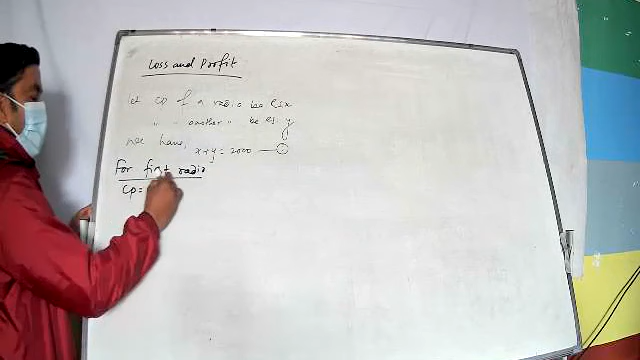 Loss and Profit
let CP of a radio be Rs x
" " another " be Rs. y
we have, x+y = 2000 — ①
For first radio
CP =